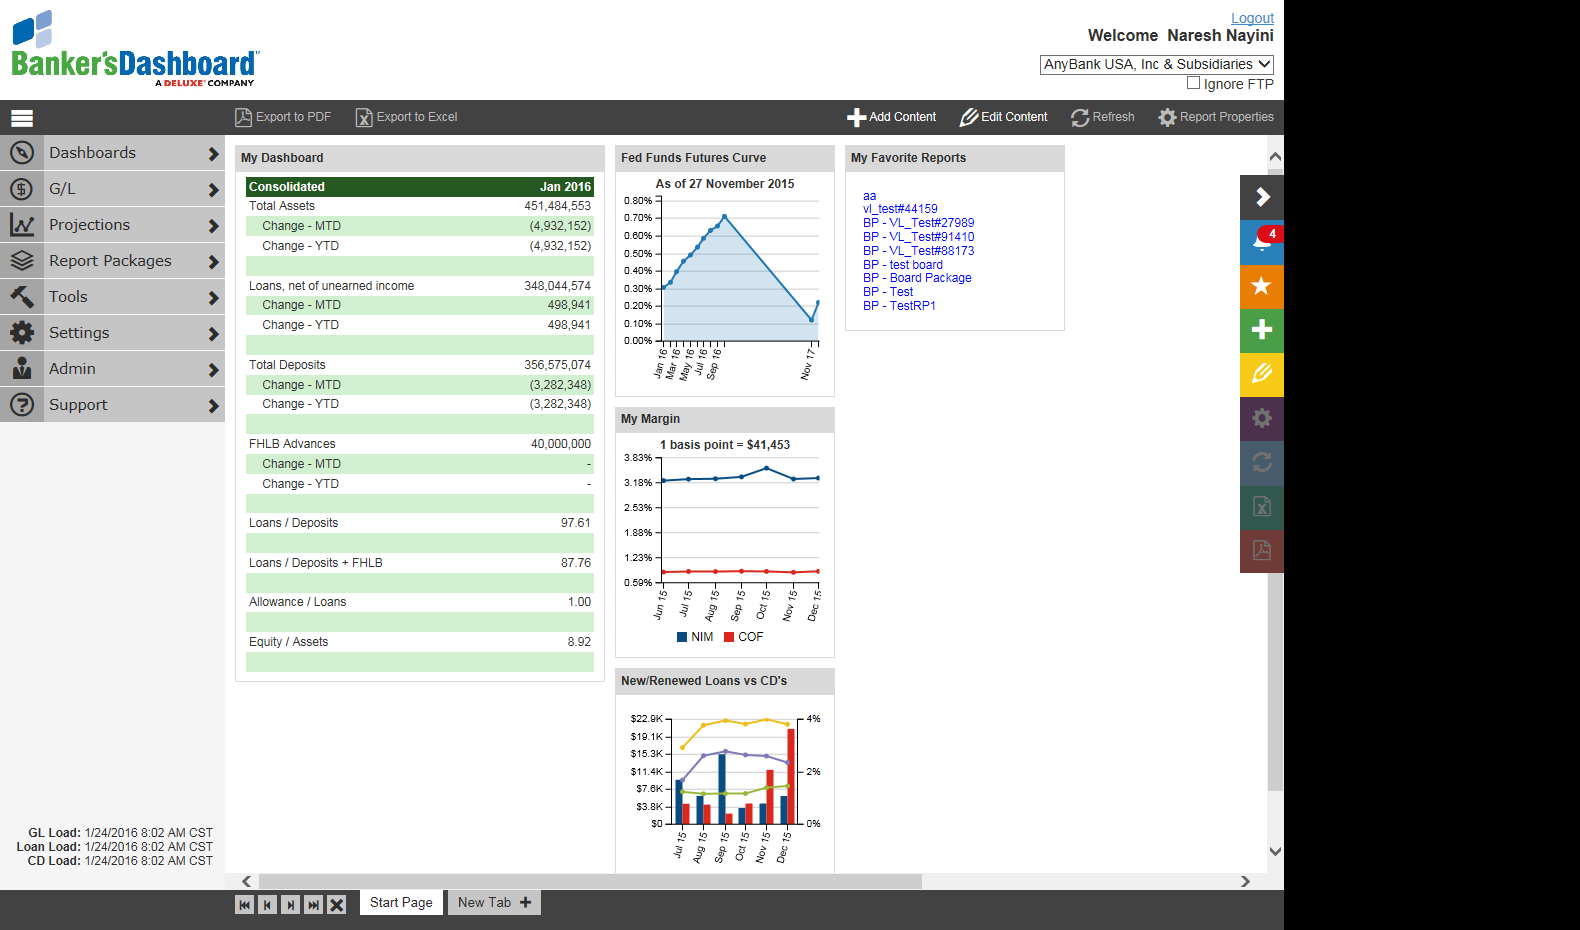 Logout
Welcome Naresh Nayini
Banker'sDashboard
A DELUXE COMPANY
AnyBank USA, Inc & Subsidiaries
Ignore FTP
Export to PDF
Export to Excel
Add Content
Edit Content
Refresh
Report Properties
Dashboards
G/L
Projections
Report Packages
Tools
Settings
Admin
Support
GL Load: 1/24/2016 8:02 AM CST
Loan Load: 1/24/2016 8:02 AM CST
CD Load: 1/24/2016 8:02 AM CST
My Dashboard
Consolidated Jan 2016
Total Assets 451,484,553
Change - MTD (4,932,152)
Change - YTD (4,932,152)
Loans, net of unearned income 348,044,574
Change - MTD 498,941
Change - YTD 498,941
Total Deposits 356,575,074
Change - MTD (3,282,348)
Change - YTD (3,282,348)
FHLB Advances 40,000,000
Change - MTD -
Change - YTD -
Loans / Deposits 97.61
Loans / Deposits + FHLB 87.76
Allowance / Loans 1.00
Equity / Assets 8.92
Fed Funds Futures Curve
As of 27 November 2015
0.80%
0.70%
0.60%
0.50%
0.40%
0.30%
0.20%
0.10%
0.00%
Jan 16
Mar 16
May 16
Jul 16
Sep 16
Nov 17
My Margin
1 basis point = $41,453
3.83%
3.18%
2.53%
1.88%
1.23%
0.59%
Jun 15
Jul 15
Aug 15
Sep 15
Oct 15
Nov 15
Dec 15
NIM
COF
New/Renewed Loans vs CD's
$22.9K
$19.1K
$15.3K
$11.4K
$7.6K
$3.8K
$0
4%
2%
0%
Jul 15
Aug 15
Sep 15
Oct 15
Nov 15
Dec 15
My Favorite Reports
aa
vl_test#44159
BP - VL_Test#27989
BP - VL_Test#91410
BP - VL_Test#88173
BP - test board
BP - Board Package
BP - Test
BP - TestRP1
4
Start Page
New Tab